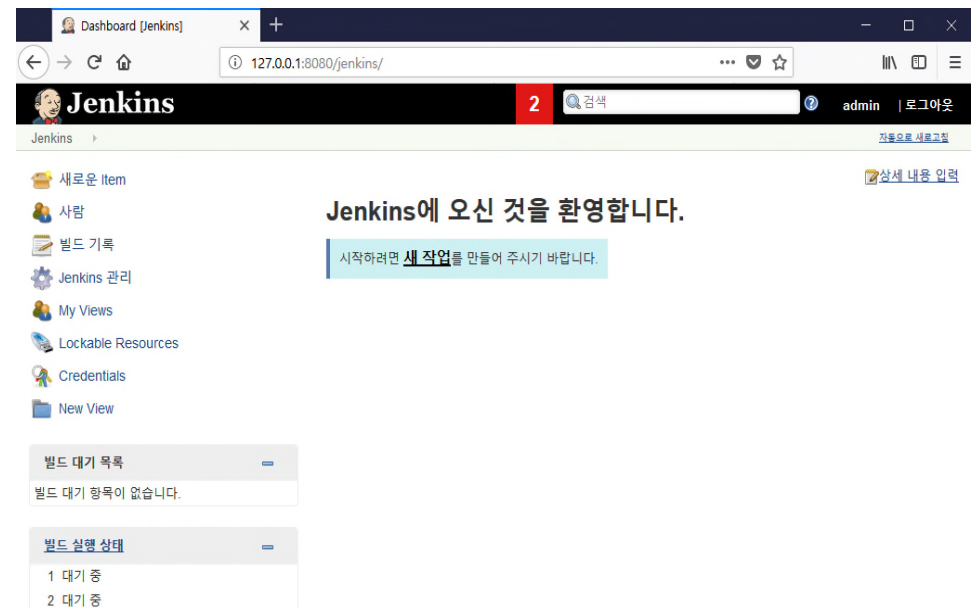 Dashboard [Jenkins]
127.0.0.1:8080/jenkins/
Jenkins
2
검색
admin
|로그아웃
Jenkins
자동으로 새로고침
새로운 Item
사람
빌드 기록
Jenkins 관리
My Views
Lockable Resources
Credentials
New View
상세 내용 입력
Jenkins에 오신 것을 환영합니다.
시작하려면 새 작업를 만들어 주시기 바랍니다.
빌드 대기 목록
빌드 대기 항목이 없습니다.
빌드 실행 상태
1 대기 중
2 대기 중